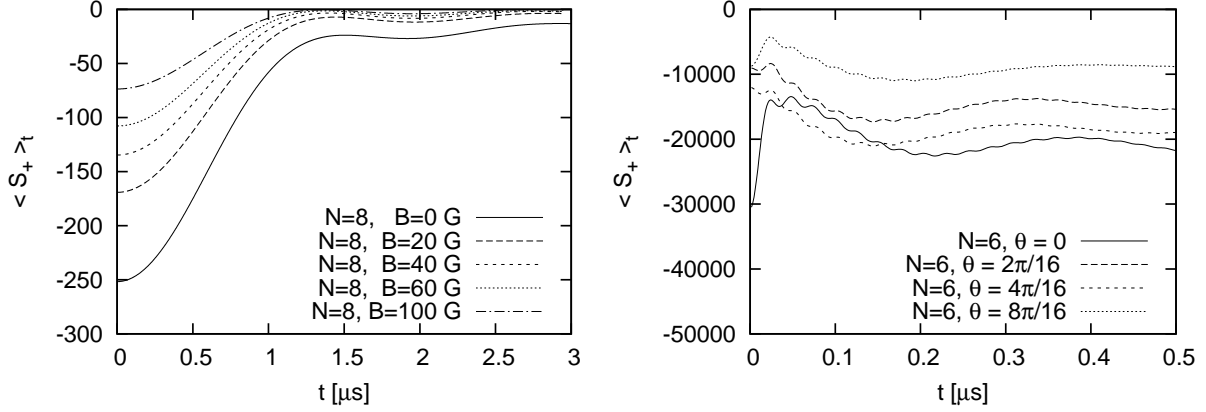 0
-50
-100
-150
-200
-250
-300
< S+ >t
N=8, B=0 G
N=8, B=20 G
N=8, B=40 G
N=8, B=60 G
N=8, B=100 G
0 0.5 1 1.5 2 2.5 3
t [μs]
0
-10000
-20000
-30000
-40000
-50000
< S+ >t
N=6, θ = 0
N=6, θ = 2π/16
N=6, θ = 4π/16
N=6, θ = 8π/16
0 0.1 0.2 0.3 0.4 0.5
t [μs]